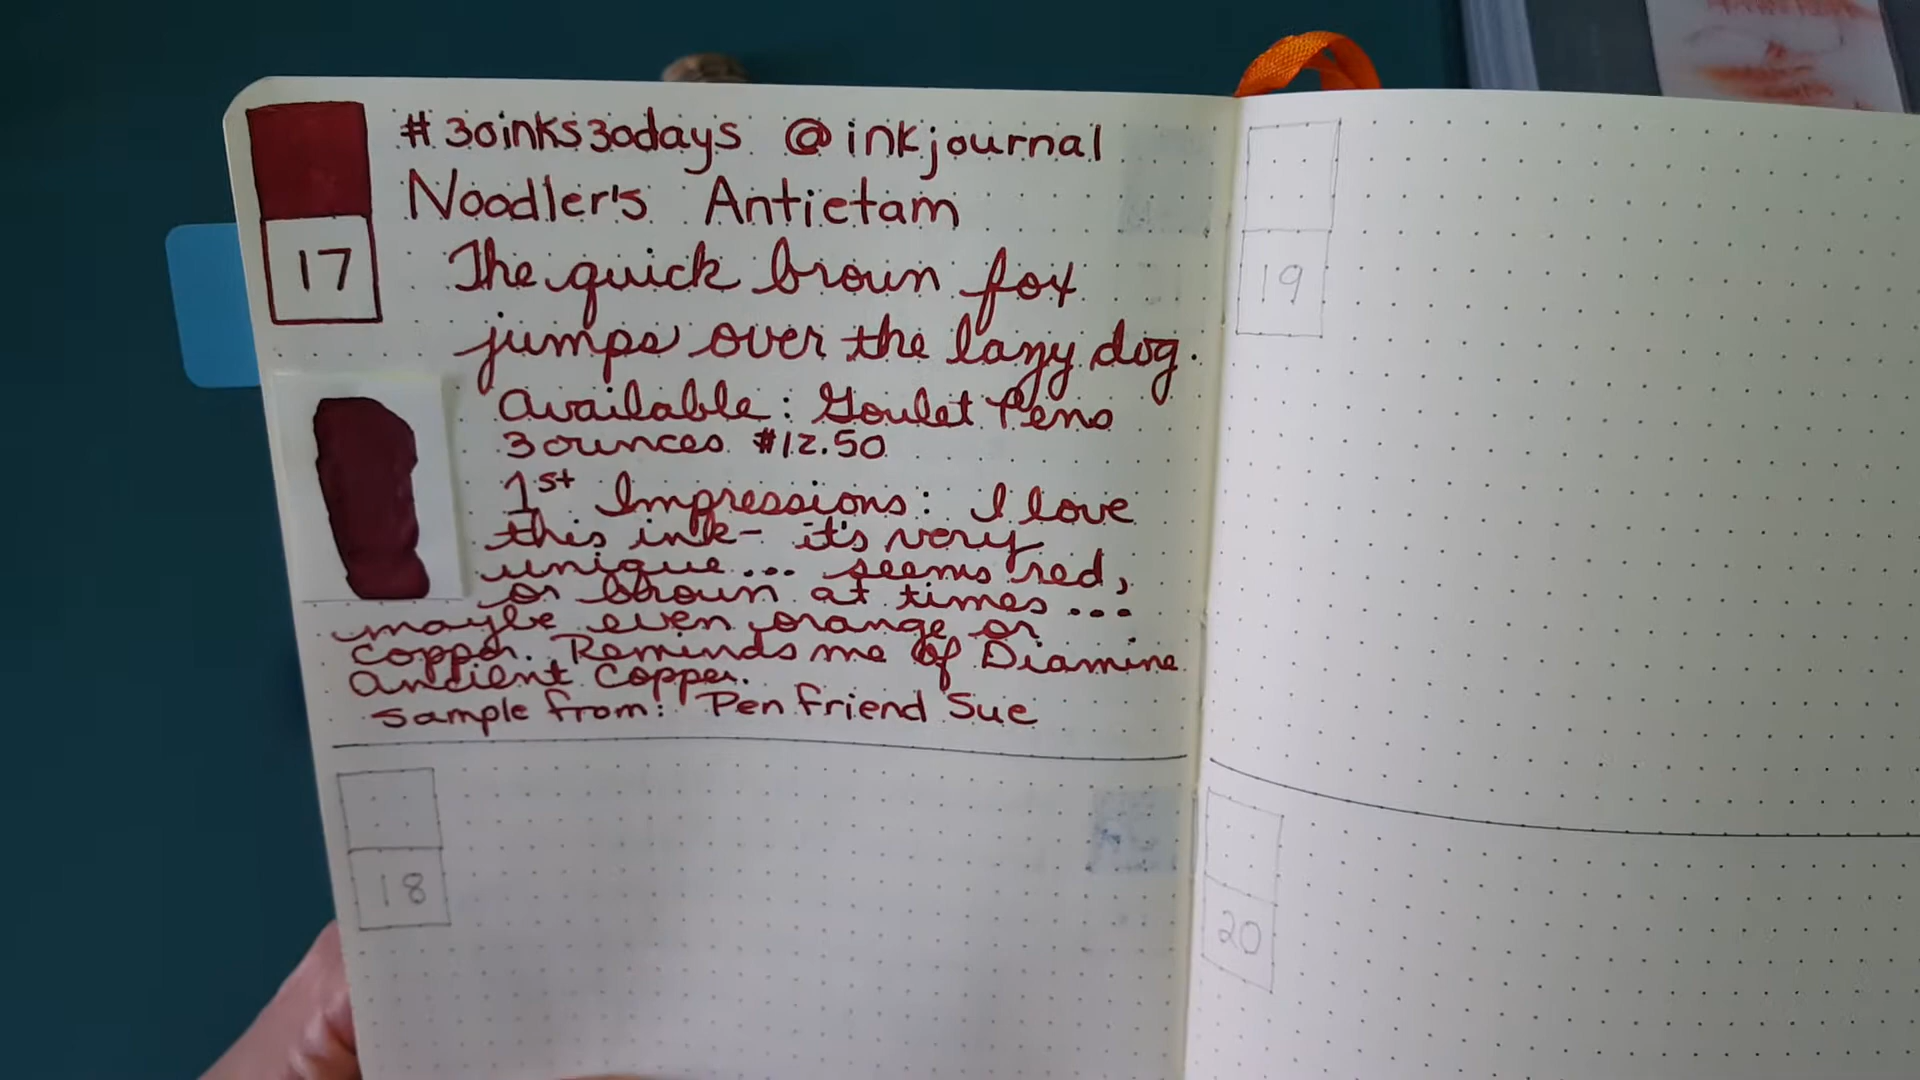 #30inks30days @inkjournal
Noodler's Antietam
17
The quick brown fox
jumps over the lazy dog.
Available: Goulet Pens
3 ounces $12.50
1st Impressions: I love
this ink- it's very
unique... seems red,
or brown at times...
maybe even orange or
copper. Reminds me of Diamine
Ancient Copper.
Sample from: Pen Friend Sue
18
19
20